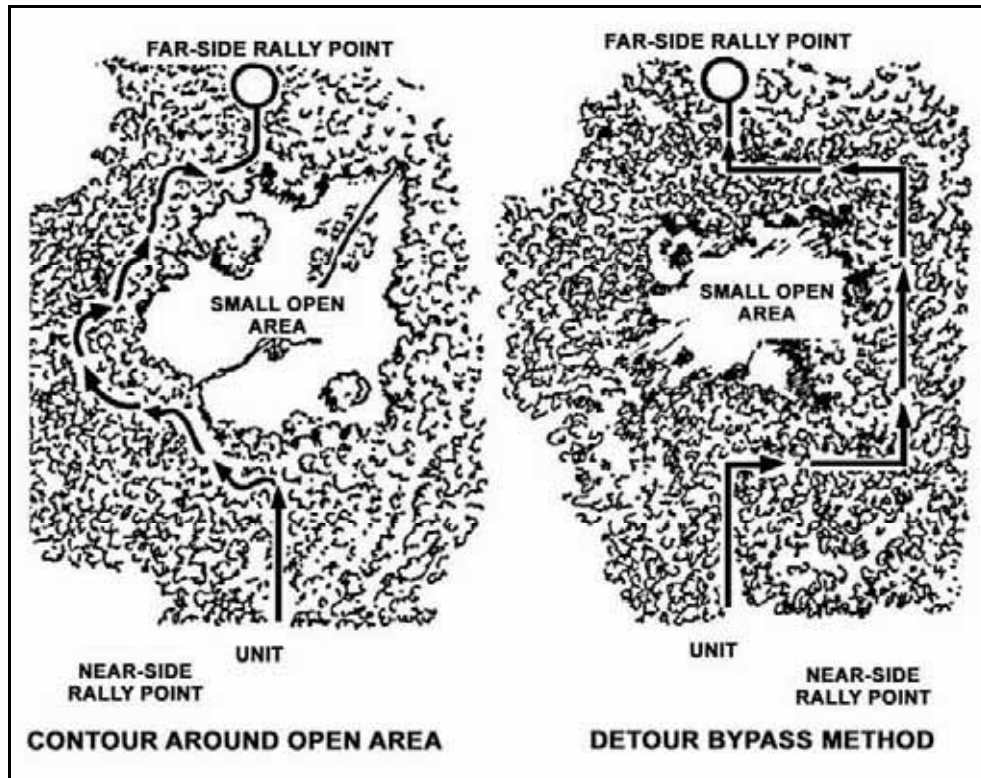 FAR-SIDE RALLY POINT
SMALL OPEN
AREA
UNIT
NEAR-SIDE
RALLY POINT
CONTOUR AROUND OPEN AREA
FAR-SIDE RALLY POINT
SMALL OPEN
AREA
UNIT
NEAR-SIDE
RALLY POINT
DETOUR BYPASS METHOD